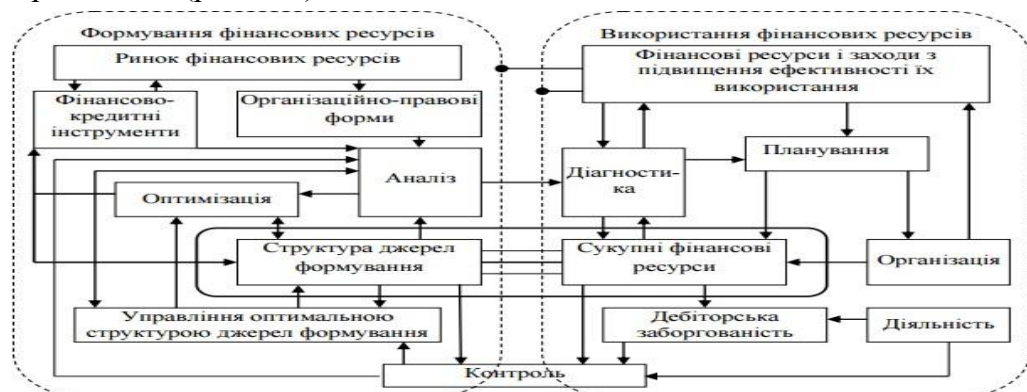 Формування фінансових ресурсів
Використання фінансових ресурсів
Ринок фінансових ресурсів
Фінансові ресурси і заходи з
підвищення ефективності їх
використання
Фінансово-
кредитні
інструменти
Організаційно-правові
форми
Аналіз
Діагности-
ка
Планування
Оптимізація
Структура джерел
формування
Сукупні фінансові
ресурси
Організація
Управління оптимальною
структурою джерел формування
Дебіторська
заборгованість
Діяльність
Контроль